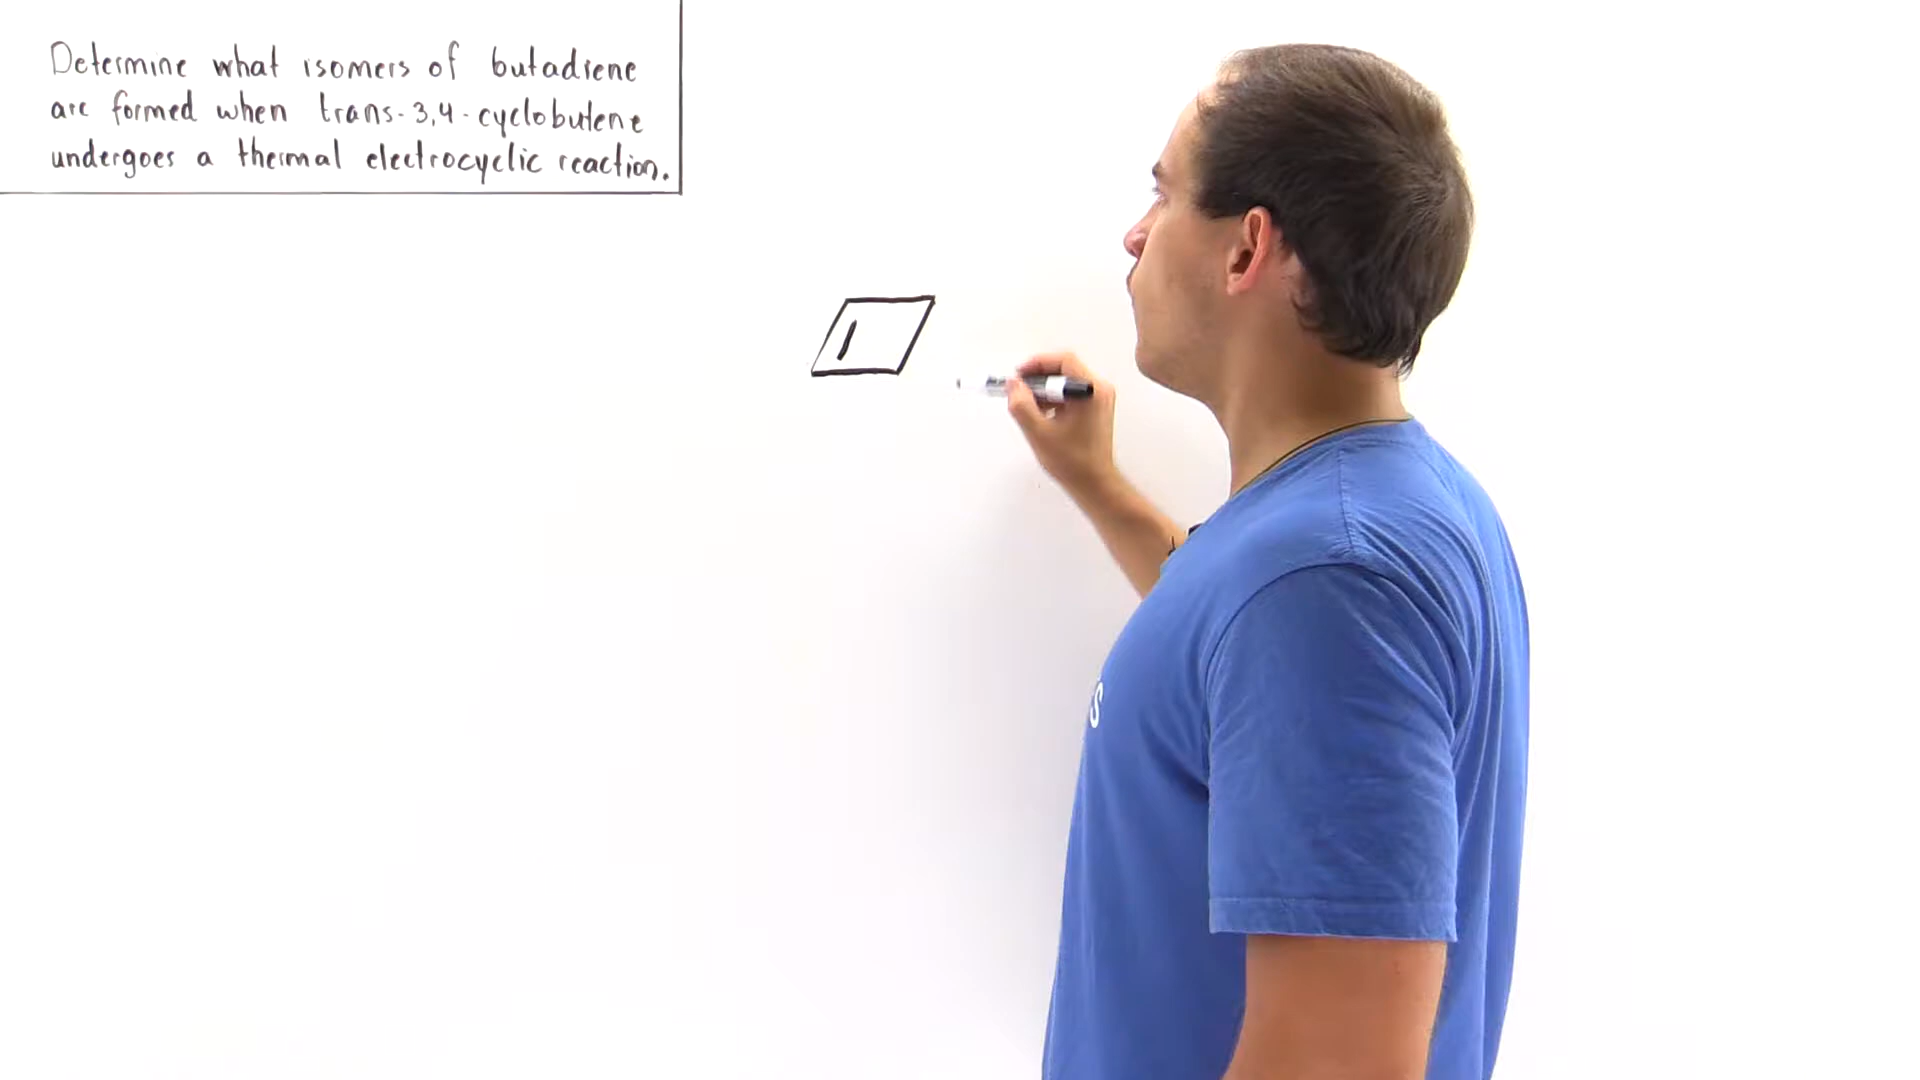 Determine what isomers of butadiene
are formed when trans-3,4-cyclobutene
undergoes a thermal electrocyclic reaction.